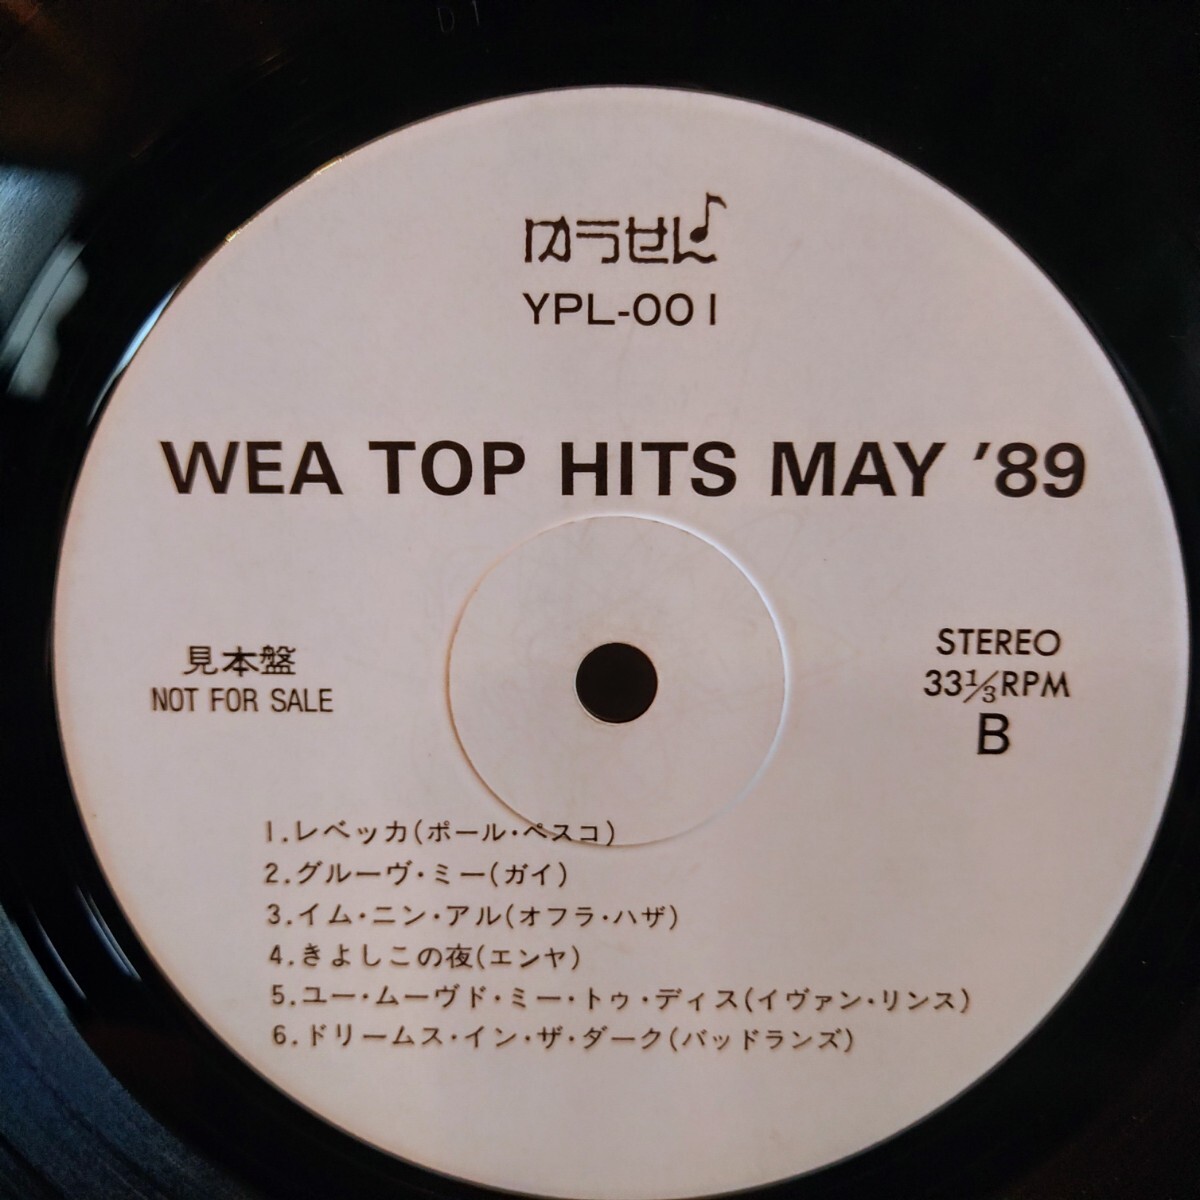 D1
ゆうせん
YPL-001
WEA TOP HITS MAY '89
見本盤
NOT FOR SALE
STEREO
33⅓RPM
B
1.レベッカ(ポール・ペスコ)
2.グルーヴ・ミー(ガイ)
3.イム・ニン・アル(オフラ・ハザ)
4.きよしこの夜(エンヤ)
5.ユー・ムーヴド・ミー・トゥ・ディス(イヴァン・リンス)
6.ドリームス・イン・ザ・ダーク(バッドランズ)